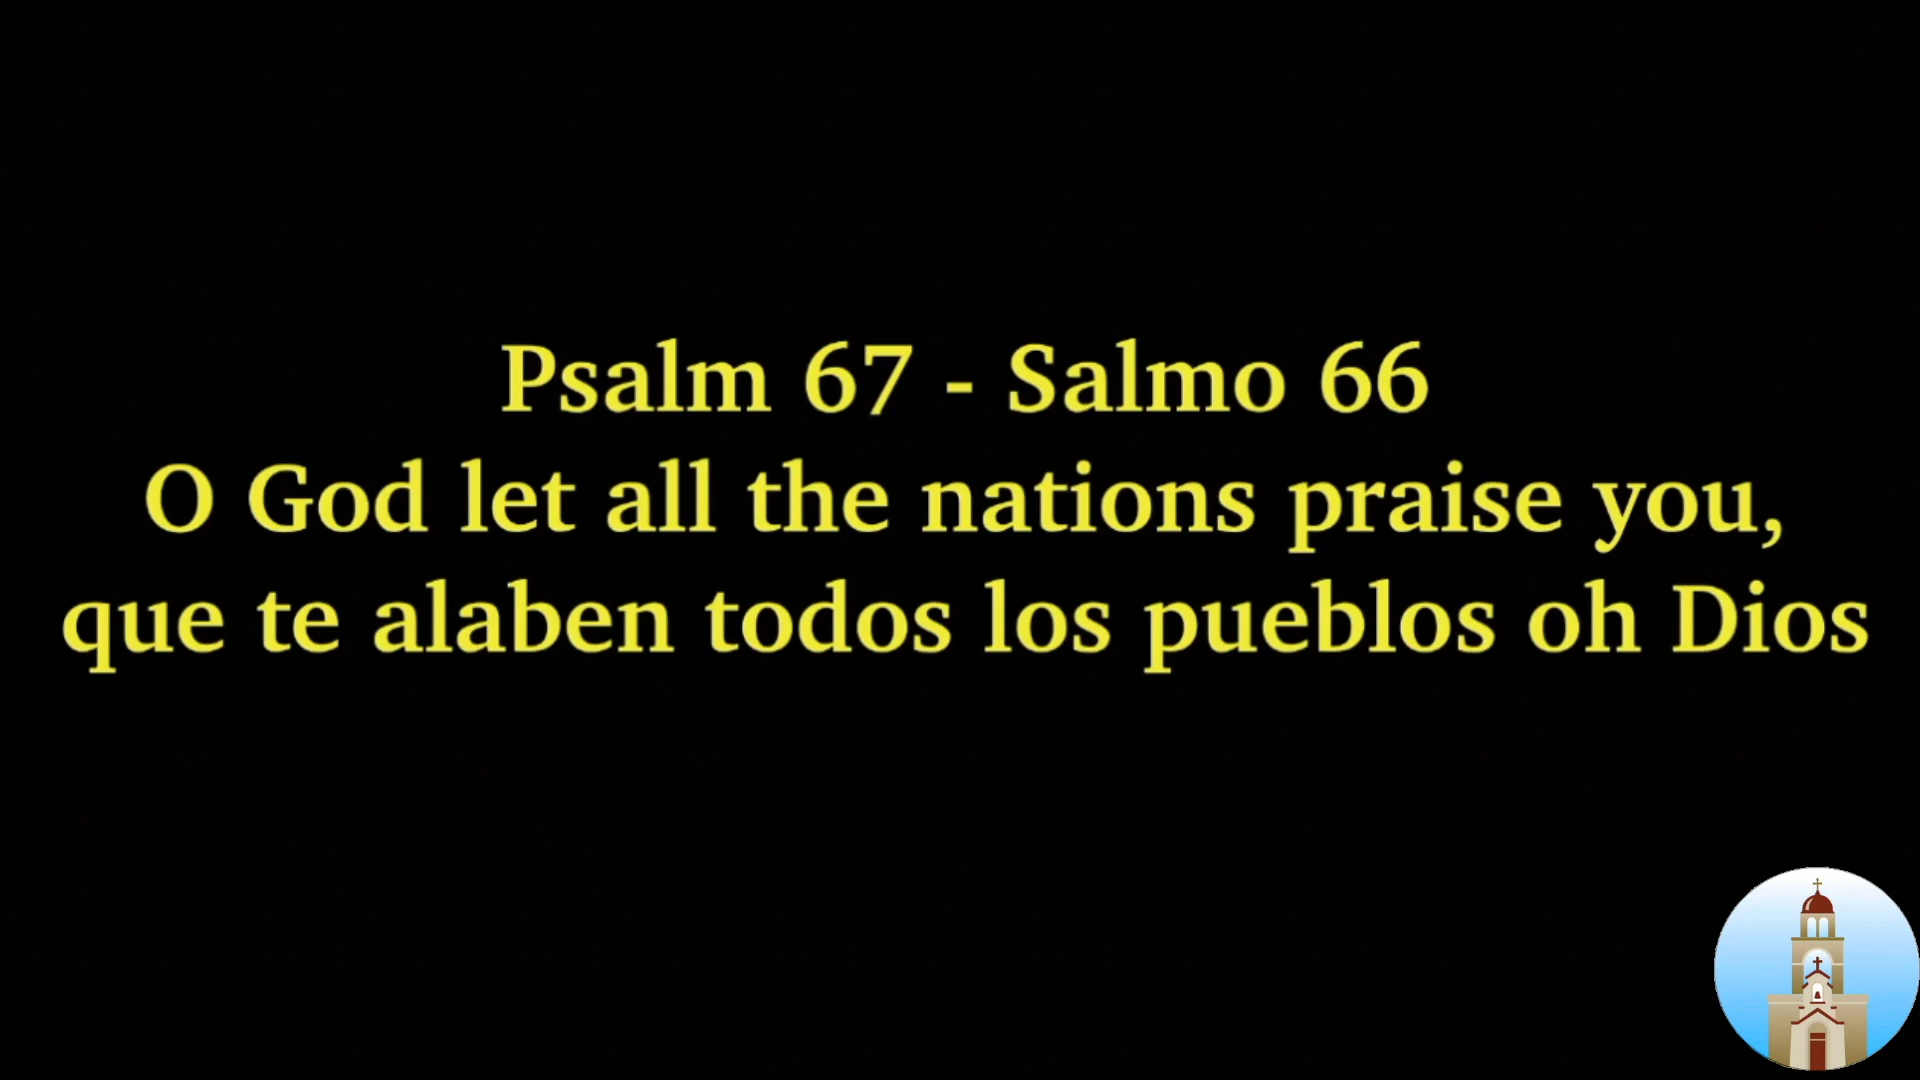 Psalm 67 - Salmo 66
O God let all the nations praise you,
que te alaben todos los pueblos oh Dios